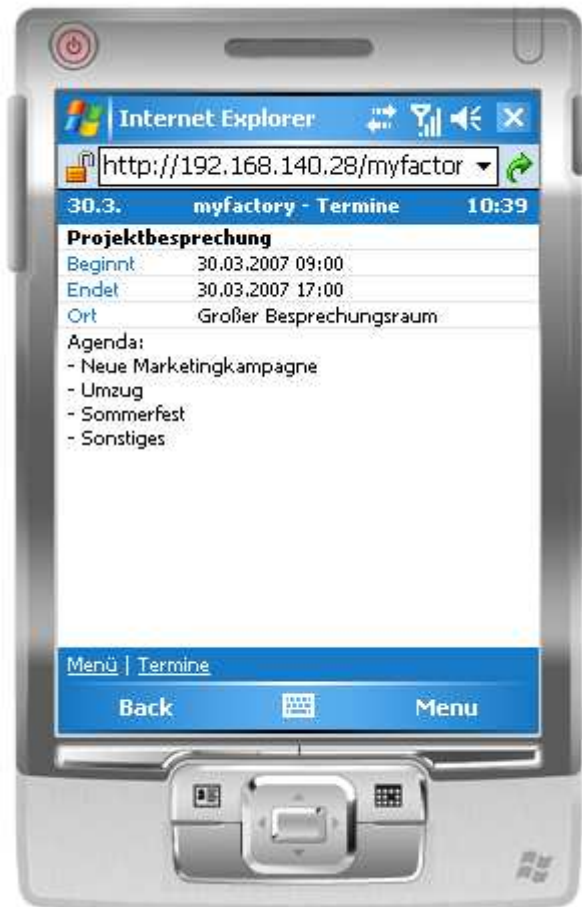 Internet Explorer
http://192.168.140.28/myfactor
30.3. myfactory - Termine 10:39
Projektbesprechung
Beginnt 30.03.2007 09:00
Endet 30.03.2007 17:00
Ort Großer Besprechungsraum
Agenda:
- Neue Marketingkampagne
- Umzug
- Sommerfest
- Sonstiges
Menü | Termine
Back Menu